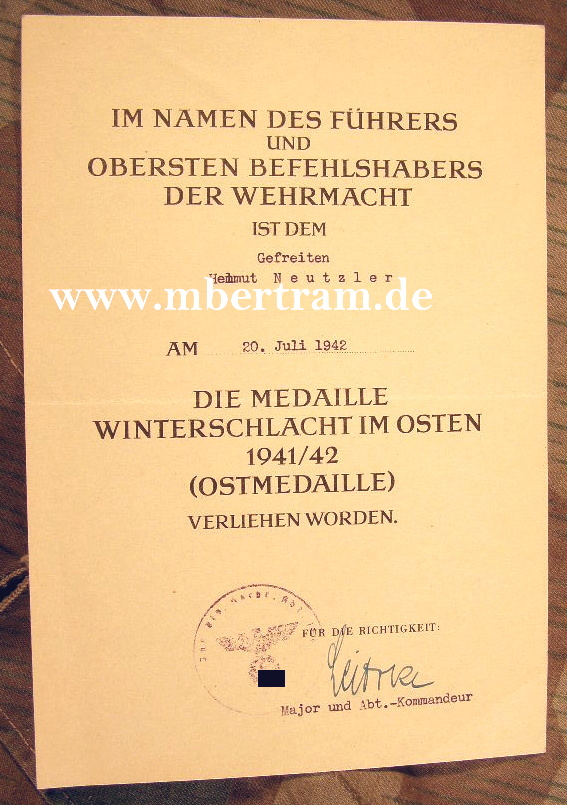 IM NAMEN DES FÜHRERS
UND
OBERSTEN BEFEHLSHABERS
DER WEHRMACHT
IST DEM
Gefreiten
Helmut Neutzler
www.mbertram.de
AM 20. Juli 1942
DIE MEDAILLE
WINTERSCHLACHT IM OSTEN
1941/42
(OSTMEDAILLE)
VERLIEHEN WORDEN.
FÜR DIE RICHTIGKEIT:
Major und Abt.-Kommandeur